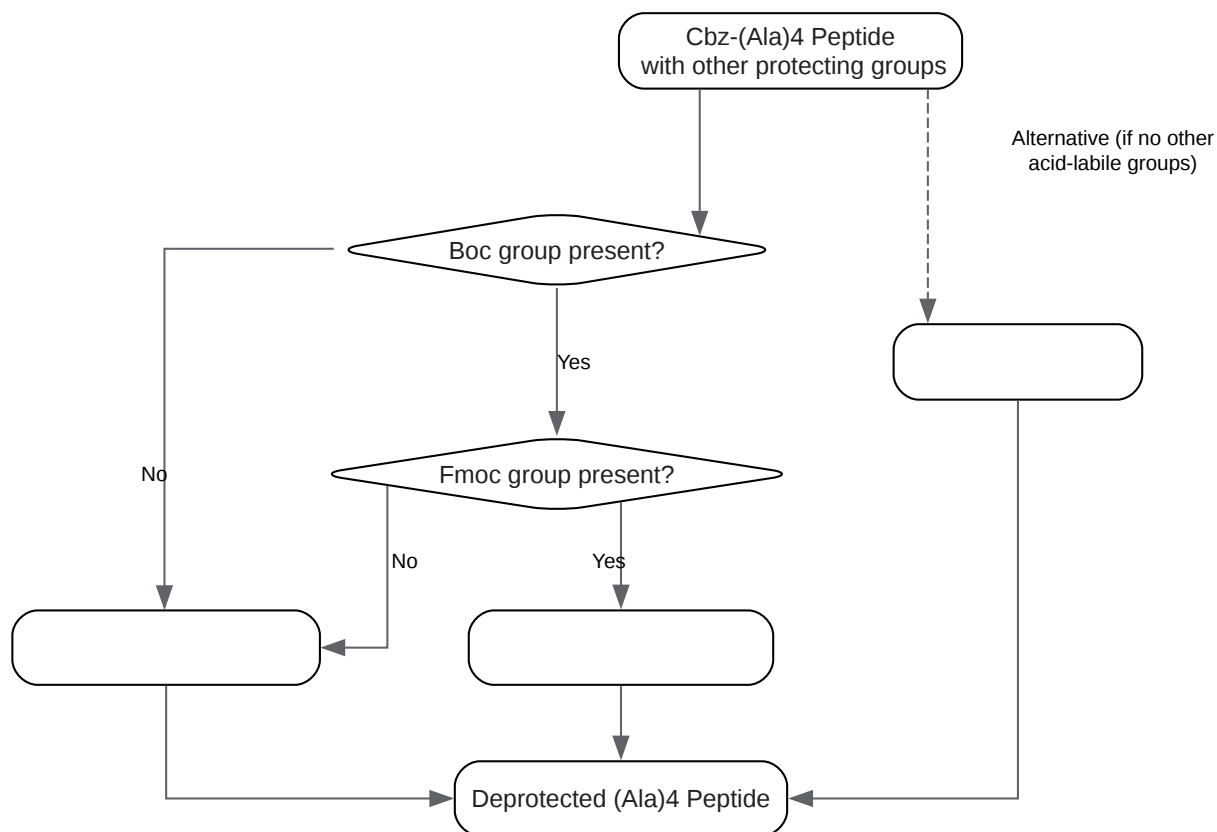 Cbz-(Ala)4 Peptide
with other protecting groups
Alternative (if no other
acid-labile groups)
Boc group present?
Yes
No
Fmoc group present?
No
Yes
Deprotected (Ala)4 Peptide